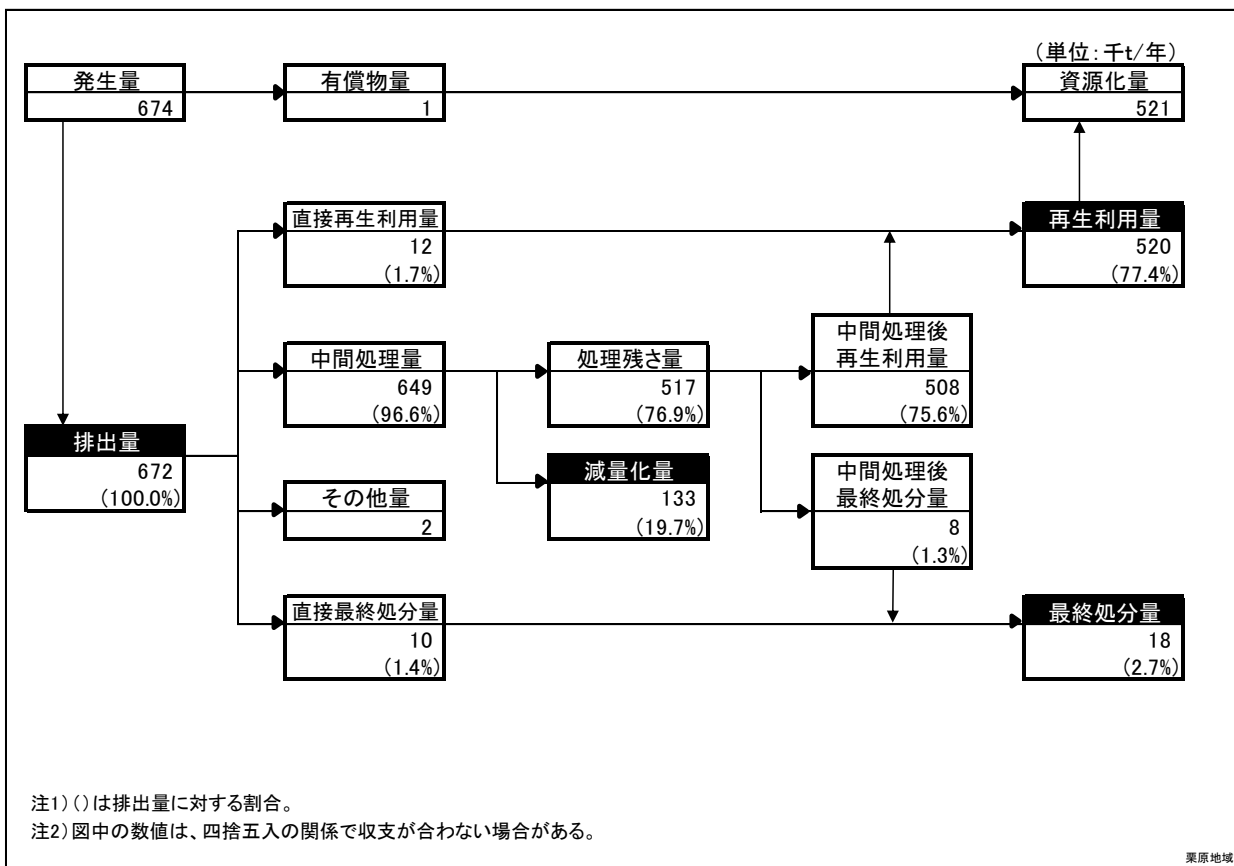 (単位:千t/年)
発生量
674
有償物量
1
資源化量
521
直接再生利用量
12
(1.7%)
再生利用量
520
(77.4%)
中間処理量
649
(96.6%)
処理残さ量
517
(76.9%)
中間処理後
再生利用量
508
(75.6%)
排出量
672
(100.0%)
減量化量
133
(19.7%)
中間処理後
最終処分量
8
(1.3%)
その他量
2
直接最終処分量
10
(1.4%)
最終処分量
18
(2.7%)
注1)()は排出量に対する割合。
注2)図中の数値は、四捨五入の関係で収支が合わない場合がある。
栗原地域